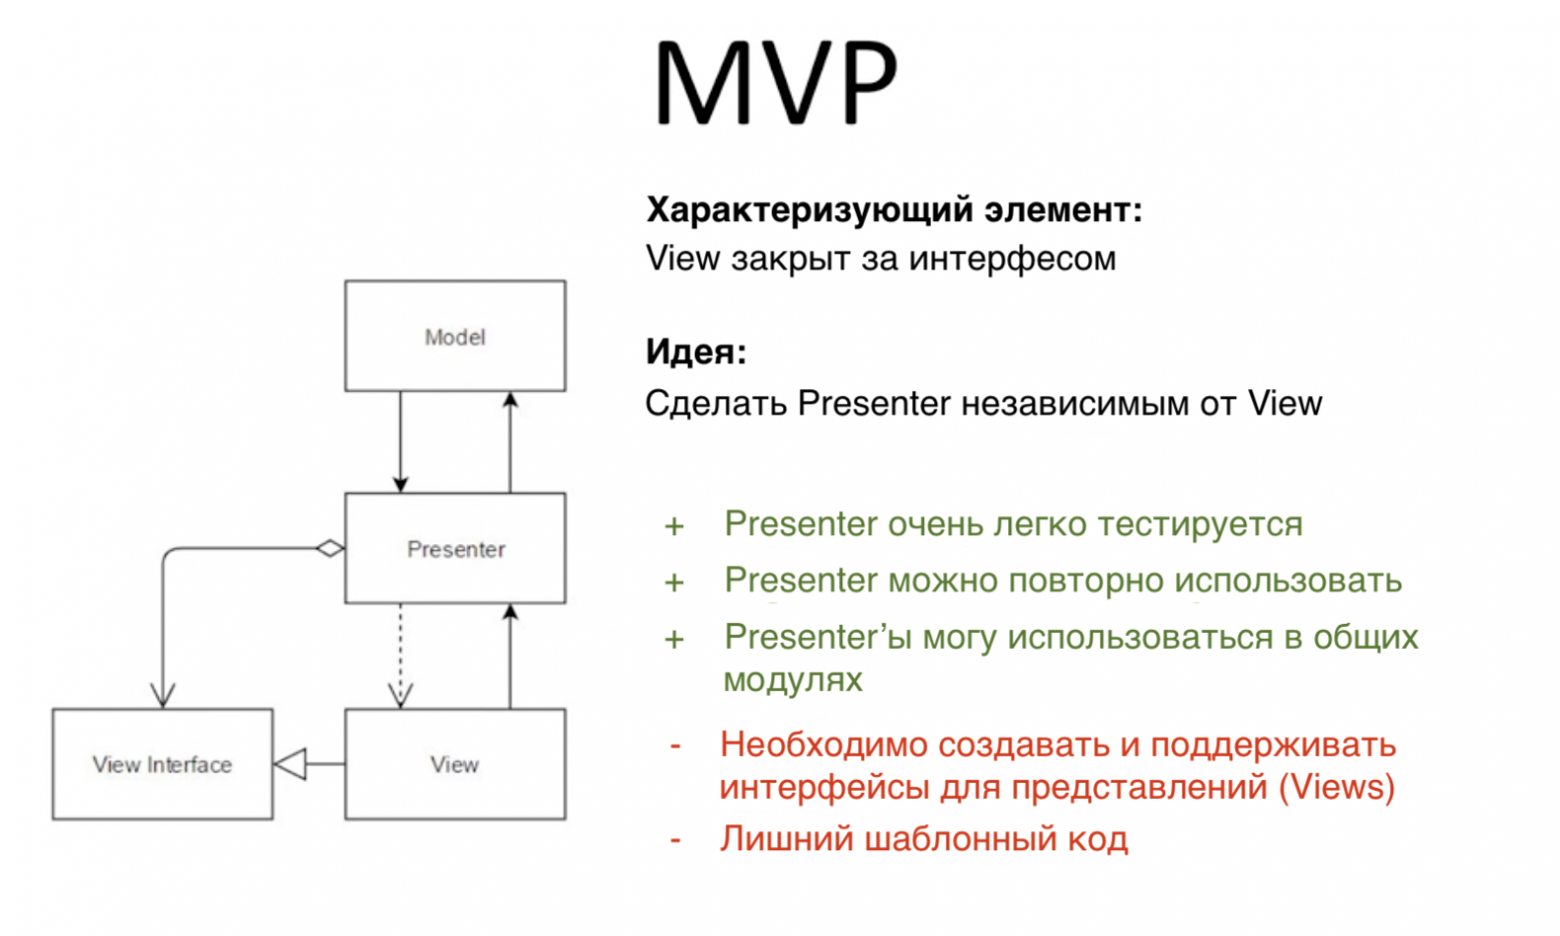 MVP
Характеризующий элемент:
View закрыт за интерфесом
Идея:
Сделать Presenter независимым от View
+ Presenter очень легко тестируется
+ Presenter можно повторно использовать
+ Presenter’ы могу использоваться в общих
модулях
- Необходимо создавать и поддерживать
интерфейсы для представлений (Views)
- Лишний шаблонный код
Model
Presenter
View Interface
View